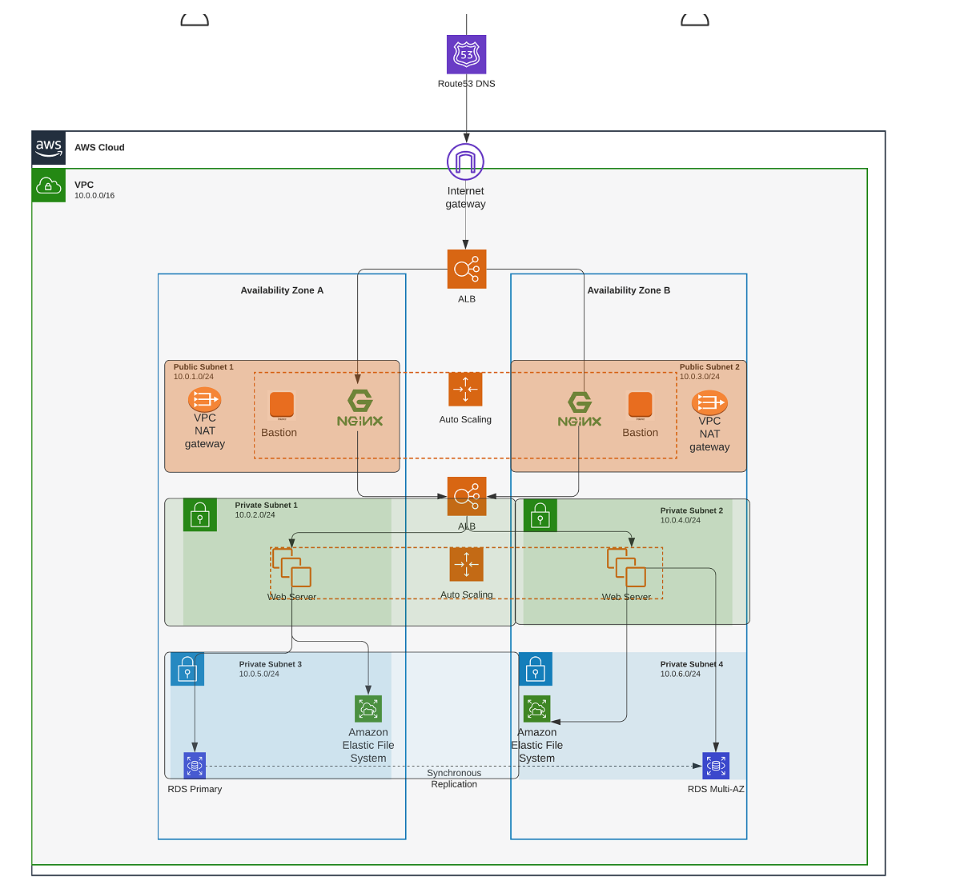 53
Route53 DNS
aws
AWS Cloud
VPC
10.0.0.0/16
Internet
gateway
ALB
Availability Zone A
Availability Zone B
Public Subnet 1
10.0.1.0/24
Public Subnet 2
10.0.3.0/24
VPC
NAT
gateway
Bastion
NGINX
Auto Scaling
NGINX
Bastion
VPC
NAT
gateway
ALB
Private Subnet 1
10.0.2.0/24
Private Subnet 2
10.0.4.0/24
Web Server
Auto Scaling
Web Server
Private Subnet 3
10.0.5.0/24
Private Subnet 4
10.0.6.0/24
Amazon
Elastic File
System
Amazon
Elastic File
System
Synchronous
Replication
RDS Primary
RDS Multi-AZ